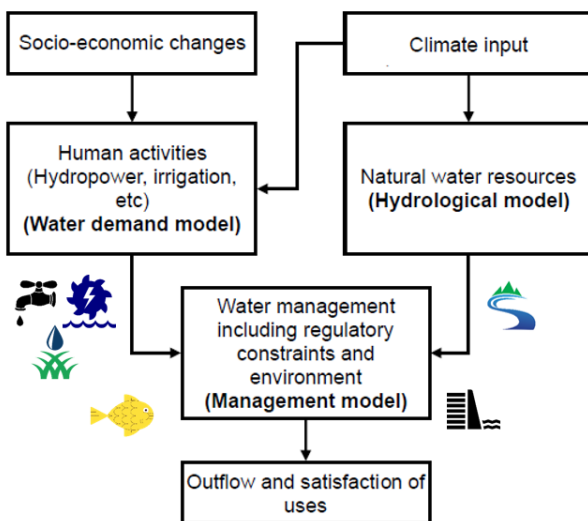 Socio-economic changes
Climate input
Human activities
(Hydropower, irrigation,
etc)
(Water demand model)
Natural water resources
(Hydrological model)
Water management
including regulatory
constraints and
environment
(Management model)
Outflow and satisfaction of
uses